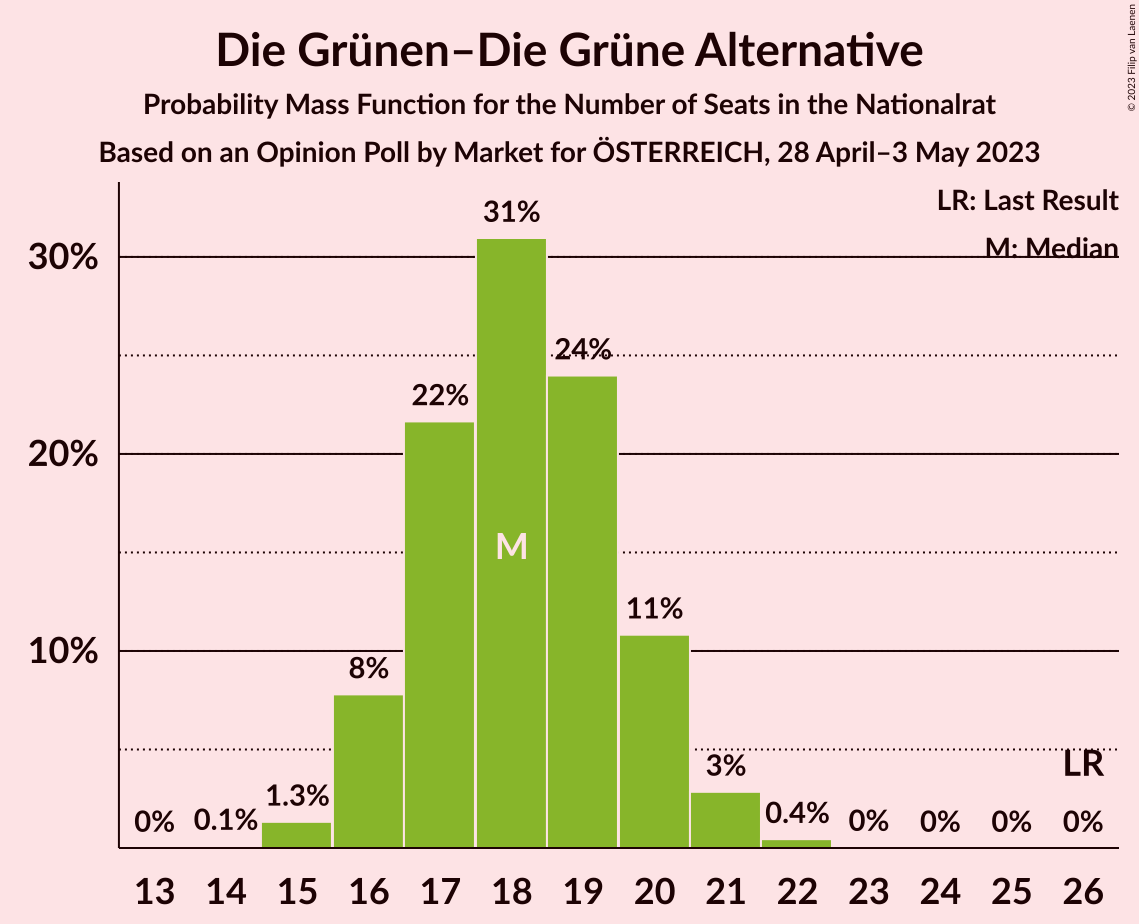 Die Grünen–Die Grüne Alternative
Probability Mass Function for the Number of Seats in the Nationalrat
Based on an Opinion Poll by Market for ÖSTERREICH, 28 April–3 May 2023
© 2023 Filip van Laenen
LR: Last Result
M: Median
31%
30%
24%
22%
20%
M
11%
10%
8%
LR
3%
1.3%
0.4%
0% 0.1% 0% 0% 0% 0%
13 14 15 16 17 18 19 20 21 22 23 24 25 26